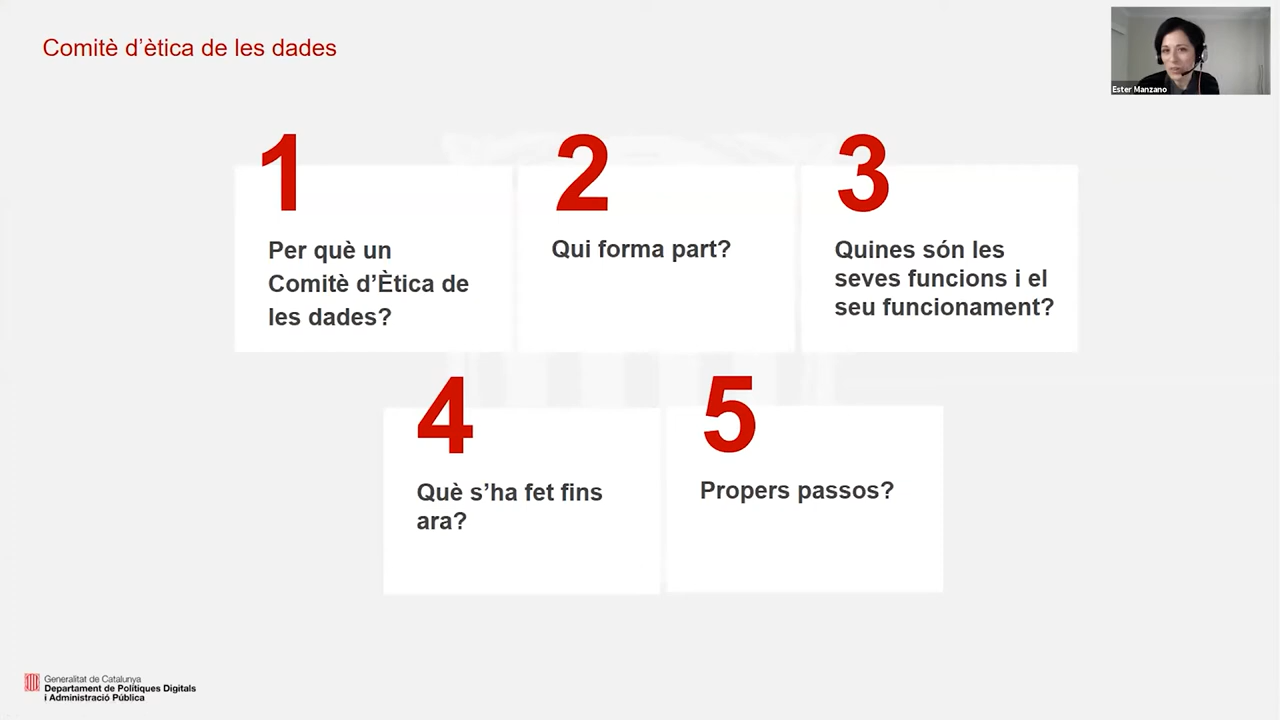 Comitè d’ètica de les dades
Ester Manzano
1
Per què un
Comitè d’Ètica de
les dades?
2
Qui forma part?
3
Quines són les
seves funcions i el
seu funcionament?
4
Què s’ha fet fins
ara?
5
Propers passos?
Generalitat de Catalunya
Departament de Polítiques Digitals
i Administració Pública